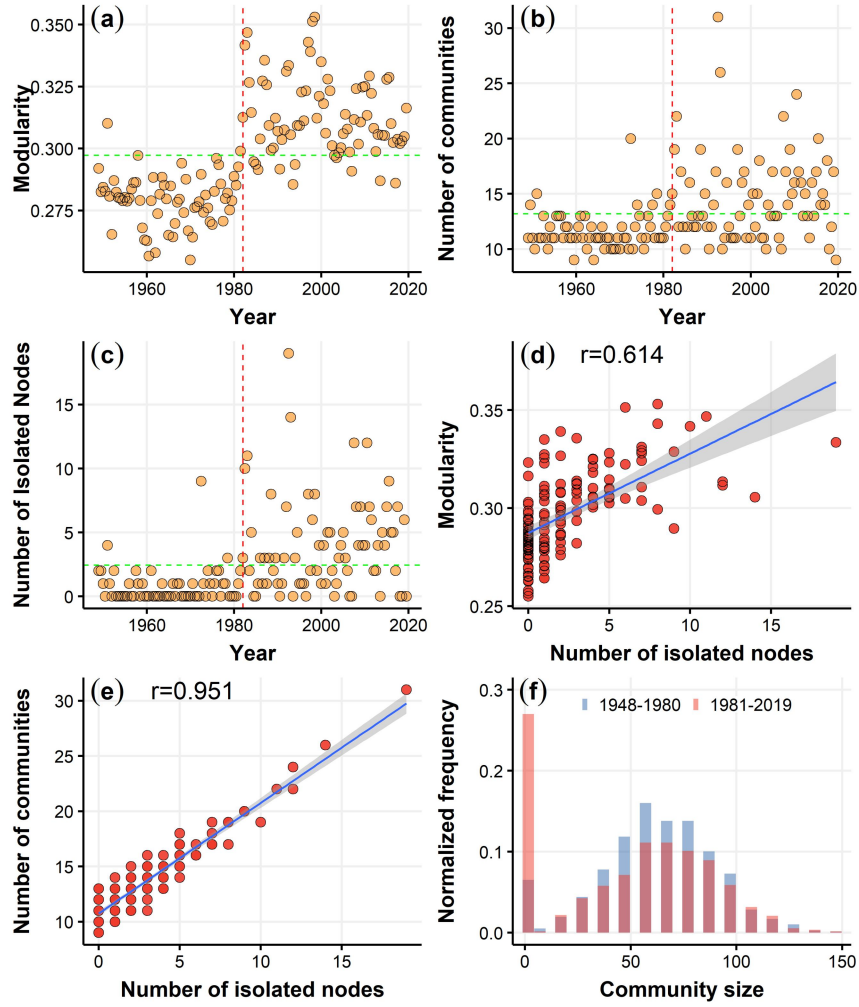 (a)
Modularity
0.350
0.325
0.300
0.275
1960
1980
2000
2020
Year
(b)
Number of communities
30
25
20
15
10
1960
1980
2000
2020
Year
(c)
Number of Isolated Nodes
15
10
5
0
1960
1980
2000
2020
Year
(d)
r=0.614
Modularity
0.35
0.30
0.25
0
5
10
15
Number of isolated nodes
(e)
r=0.951
Number of communities
30
25
20
15
10
0
5
10
15
Number of isolated nodes
(f)
1948-1980
1981-2019
Normalized frequency
0.3
0.2
0.1
0.0
0
50
100
150
Community size